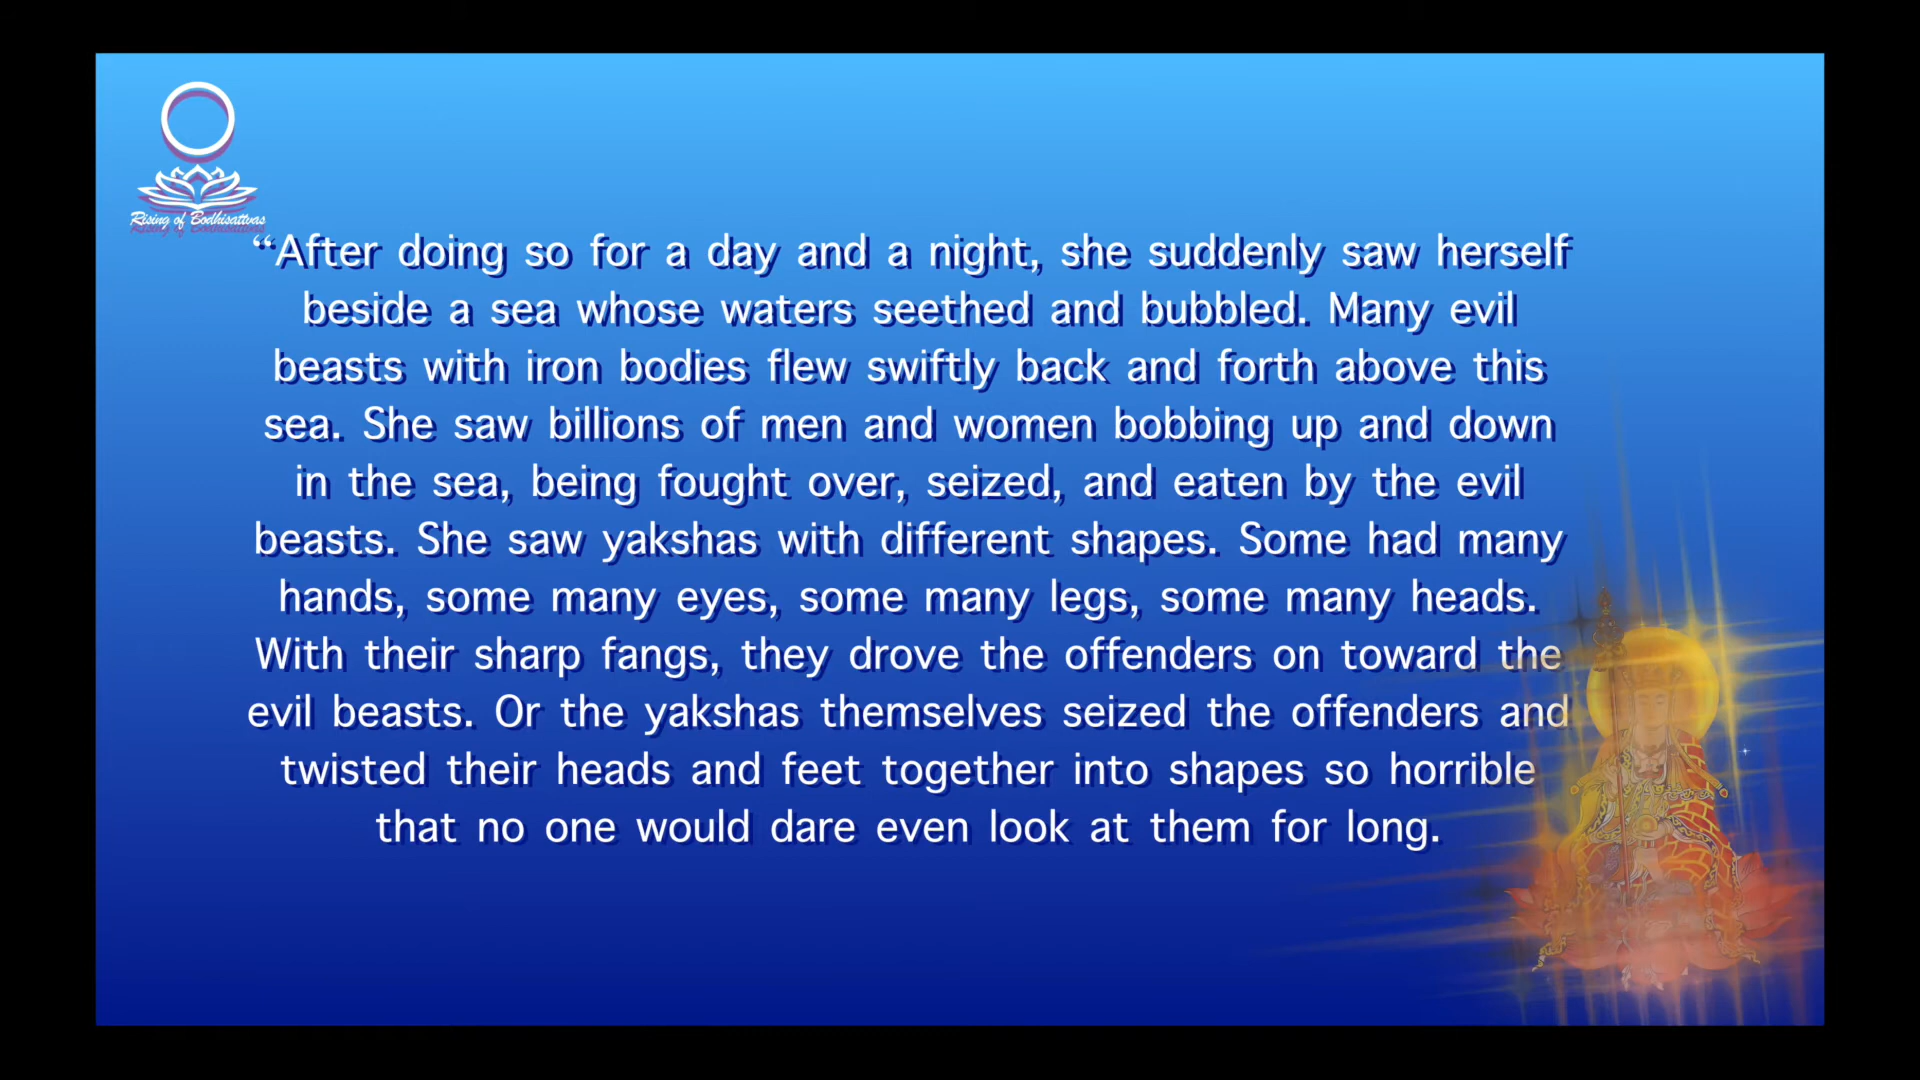 Rising of Bodhisattvas
“After doing so for a day and a night, she suddenly saw herself
beside a sea whose waters seethed and bubbled. Many evil
beasts with iron bodies flew swiftly back and forth above this
sea. She saw billions of men and women bobbing up and down
in the sea, being fought over, seized, and eaten by the evil
beasts. She saw yakshas with different shapes. Some had many
hands, some many eyes, some many legs, some many heads.
With their sharp fangs, they drove the offenders on toward the
evil beasts. Or the yakshas themselves seized the offenders and
twisted their heads and feet together into shapes so horrible
that no one would dare even look at them for long.